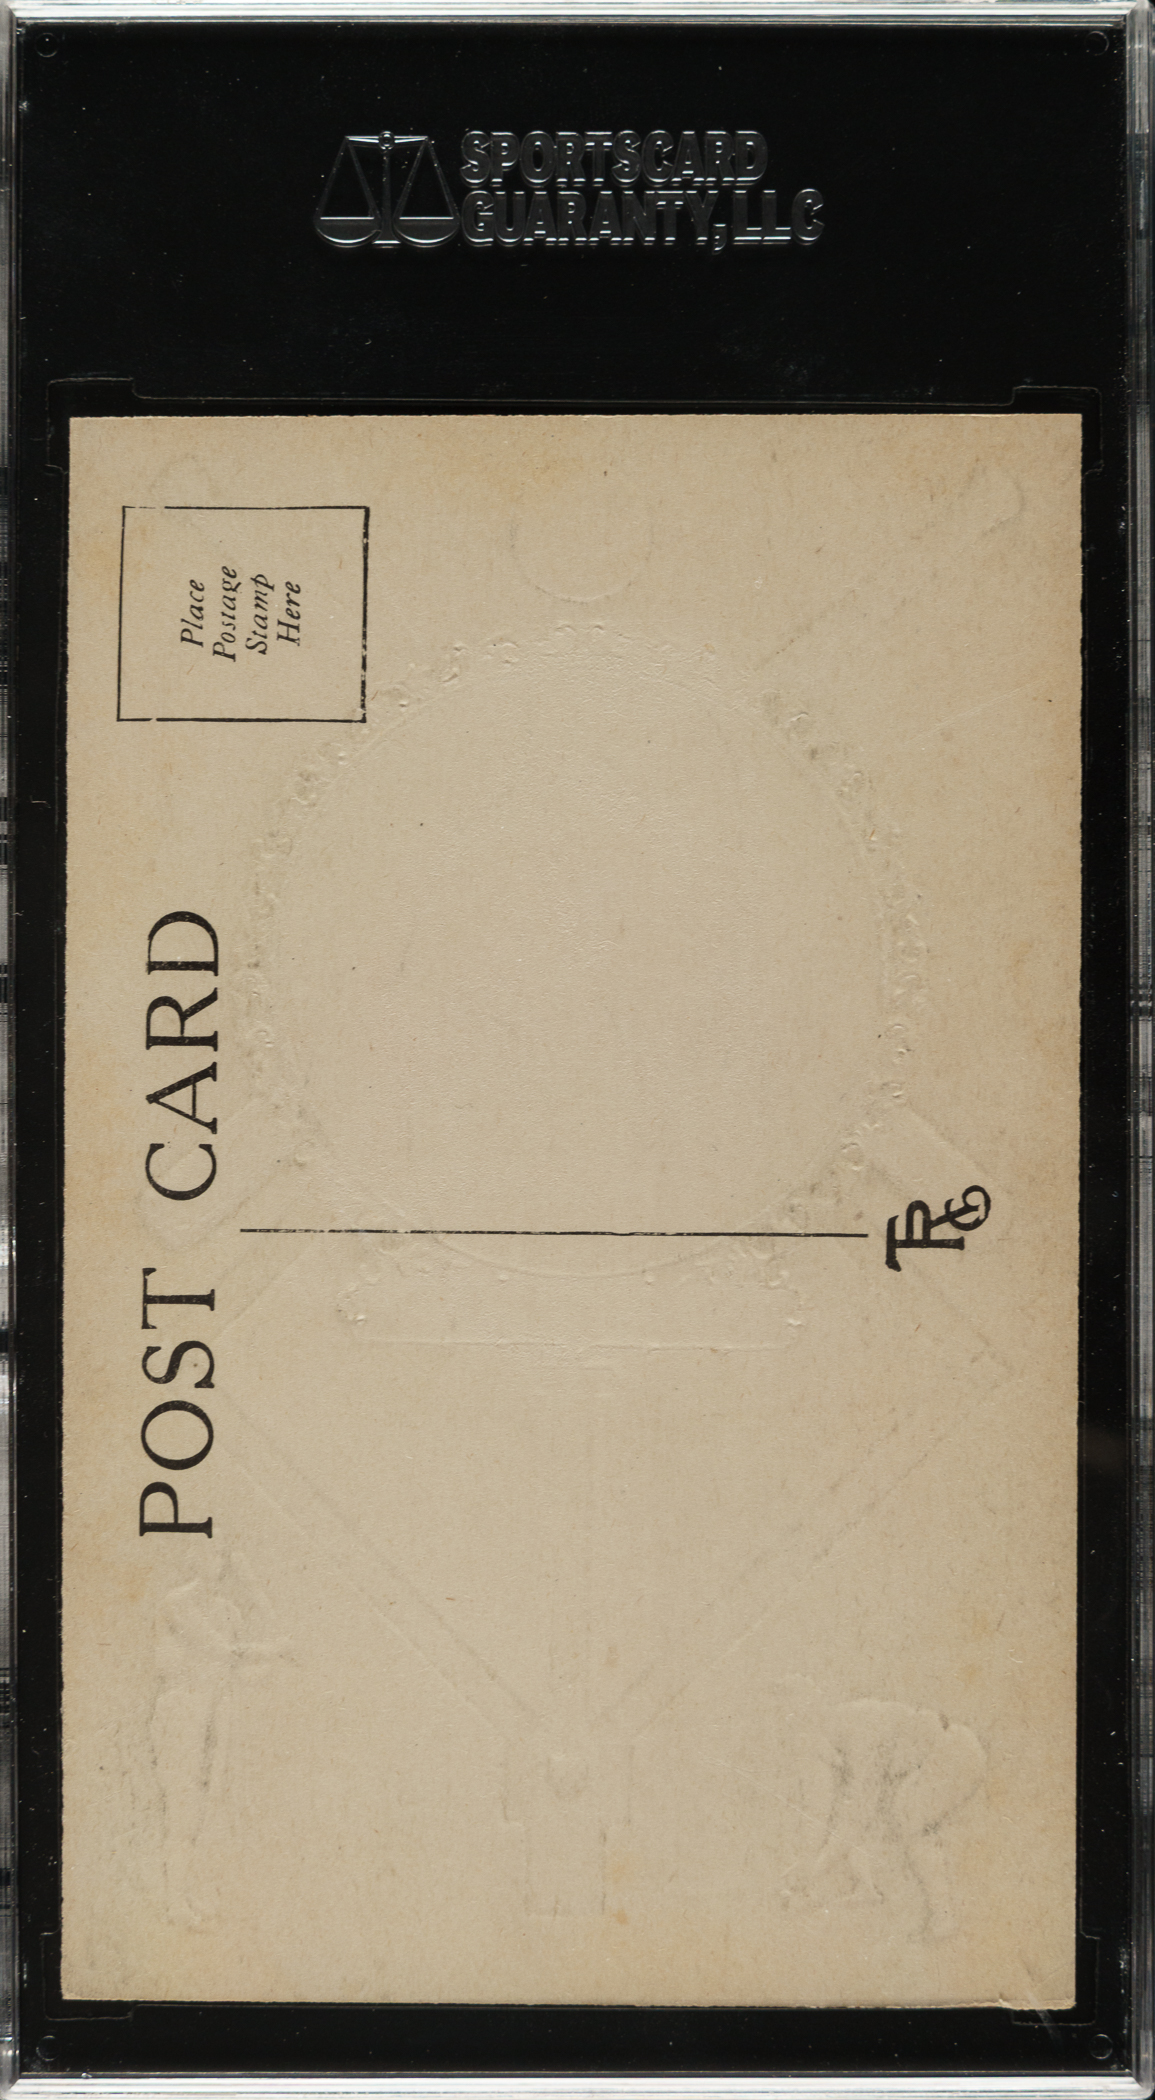 SPORTSCARD
GUARANTY, LLC
Place
Postage
Stamp
Here
POST CARD